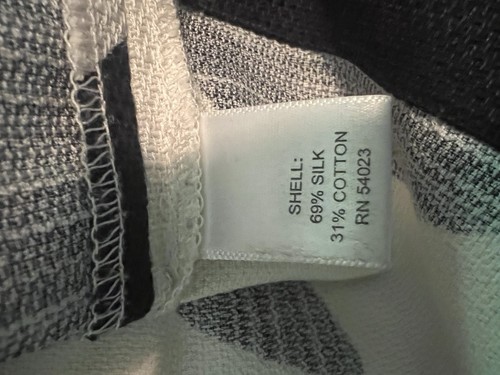 SHELL:
69% SILK
31% COTTON
RN 54023